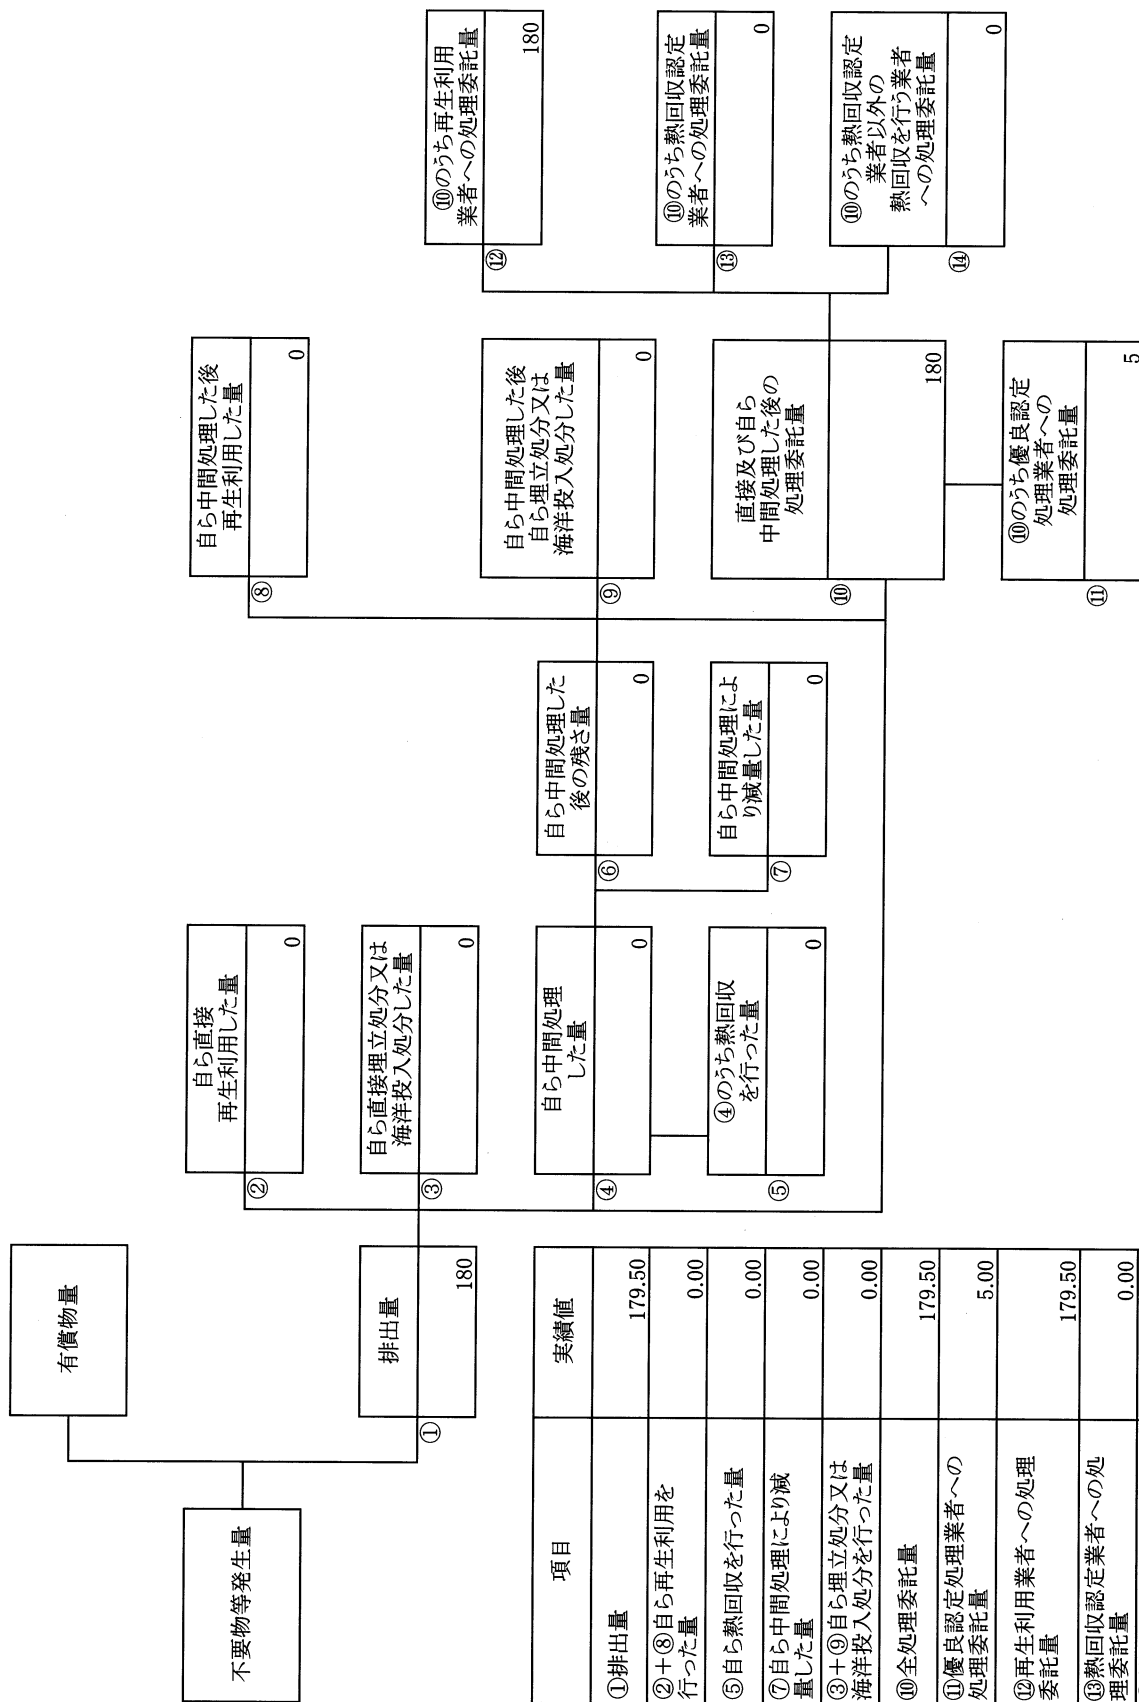 不要物等発生量
有償物量
排出量
①
180
自ら直接
再生利用した量
②
0
自ら直接埋立処分又は
海洋投入処分した量
③
0
自ら中間処理
した量
④
0
④のうち熱回収
を行った量
⑤
0
自ら中間処理した
後の残さ量
⑥
0
自ら中間処理によ
り減量した量
⑦
0
自ら中間処理した後
再生利用した量
⑧
0
自ら中間処理した後
自ら埋立処分又は
海洋投入処分した量
⑨
0
直接及び自ら
中間処理した後の
処理委託量
⑩
180
⑩のうち優良認定
処理業者への
処理委託量
⑪
5
⑩のうち再生利用
業者への処理委託量
⑫
180
⑩のうち熱回収認定
業者への処理委託量
⑬
0
⑩のうち熱回収認定
業者以外の
熱回収を行う業者
への処理委託量
⑭
0
項目 実績値
①排出量 179.50
②+⑧自ら再生利用を
行った量 0.00
⑤自ら熱回収を行った量 0.00
⑦自ら中間処理により減
量した量 0.00
③+⑨自ら埋立処分又は
海洋投入処分を行った量 0.00
⑩全処理委託量 179.50
⑪優良認定処理業者への
処理委託量 5.00
⑫再生利用業者への処理
委託量 179.50
⑬熱回収認定業者への処
理委託量 0.00